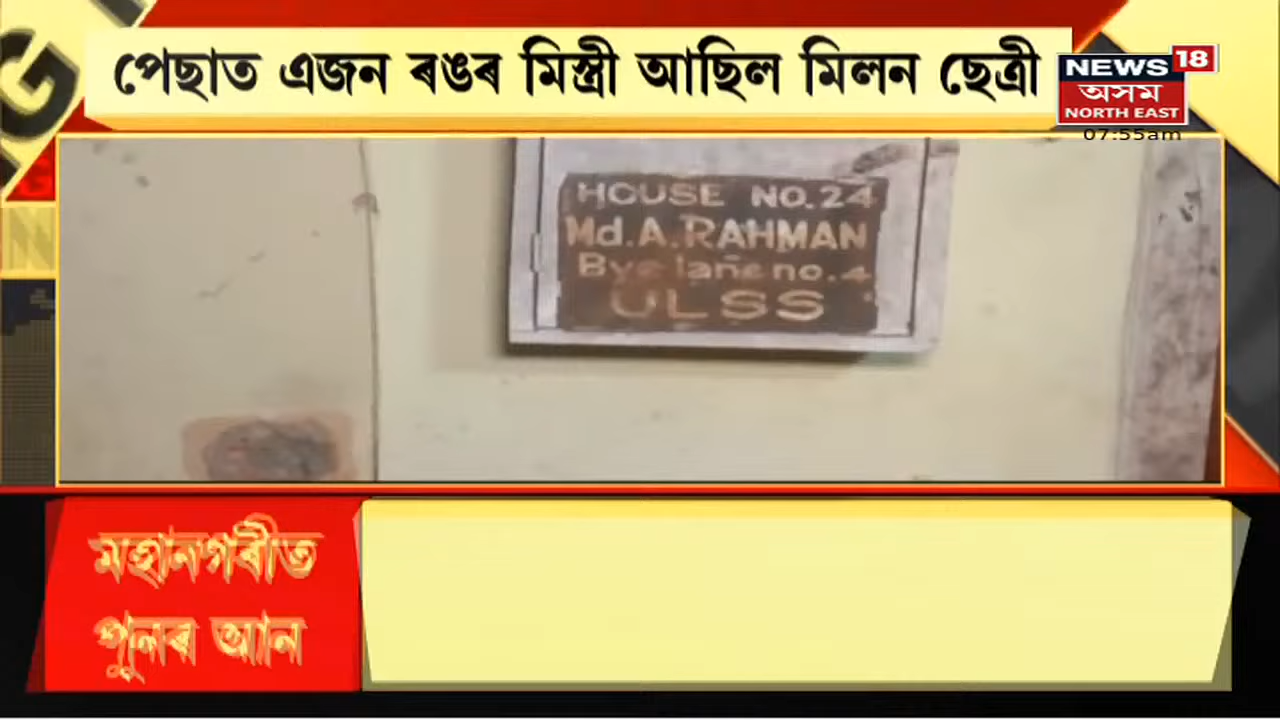 পেছাত এজন ৰঙৰ মিস্ত্ৰী আছিল মিলন ছেত্ৰী
NEWS 18
অসম
NORTH EAST
07:55am
HOUSE NO.24
Md.A.RAHMAN
Bye lane no.4
ULSS
মহানগৰীত
পুনৰ আন